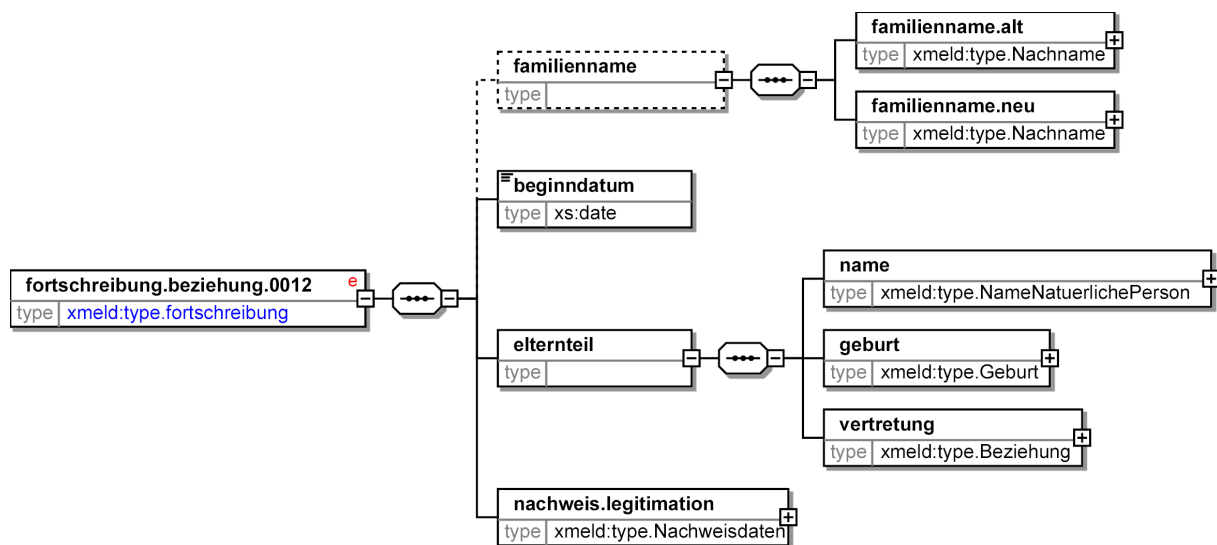 familienname.alt
type xmeld:type.Nachname
familienname
type
familienname.neu
type xmeld:type.Nachname
beginndatum
type xs:date
fortschreibung.beziehung.0012 e
type xmeld:type.fortschreibung
name
type xmeld:type.NameNatuerlichePerson
elternteil
type
geburt
type xmeld:type.Geburt
vertretung
type xmeld:type.Beziehung
nachweis.legitimation
type xmeld:type.Nachweisdaten